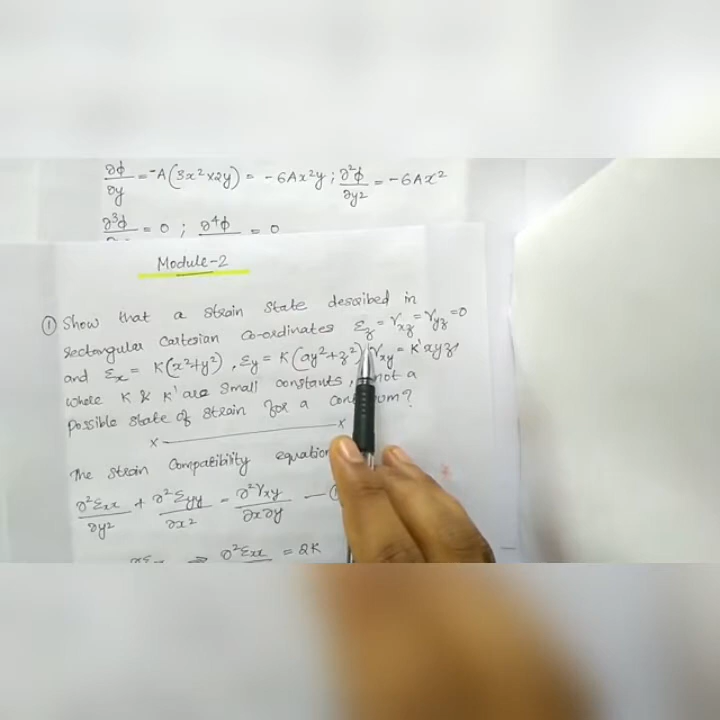 ∂φ/∂y = -A(3x²×2y) = -6Ax²y ; ∂²φ/∂y² = -6Ax²
∂³φ = 0 ; ∂⁴φ = 0
Module-2
① Show that a strain state described in
rectangular Cartesian Co-ordinates εz = γxz = γyz = 0
and εx = K(x²+y²), εy = K(ay²+z²), γxy = K'xyz,
where K & K' are small constants, not a
Possible state of strain for a
x x
The strain Compatibility equation
∂²εxx/∂y² + ∂²εyy/∂x² = ∂²γxy/∂x∂y —
⇒ ∂²εxx = 2K